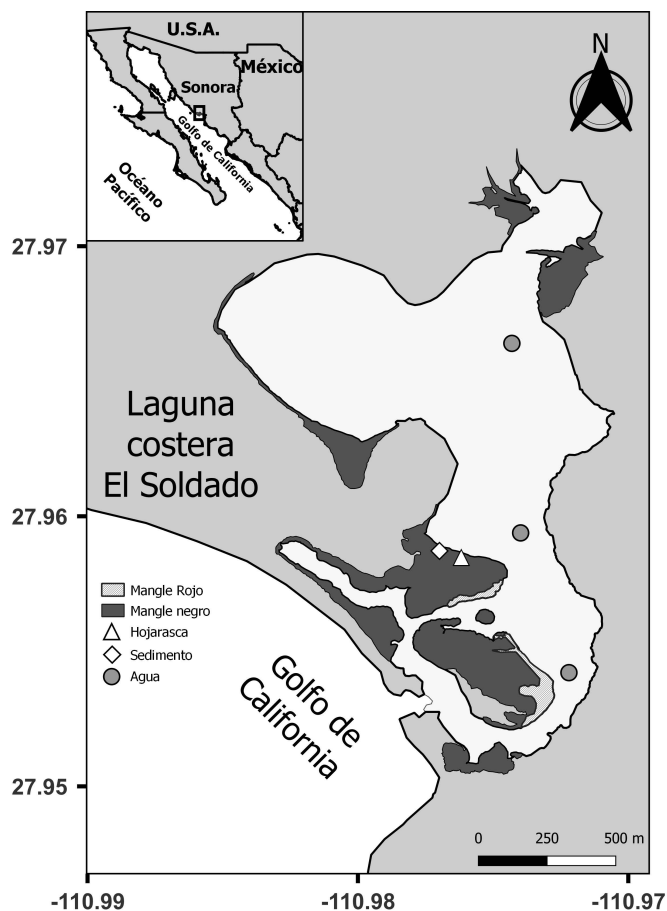 U.S.A.
México
Sonora
Golfo de California
Océano
Pacífico
N
27.97
Laguna
costera
El Soldado
27.96
Mangle Rojo
Mangle negro
Hojarasca
Sedimento
Agua
Golfo de
California
27.95
0 250 500 m
-110.99 -110.98 -110.97